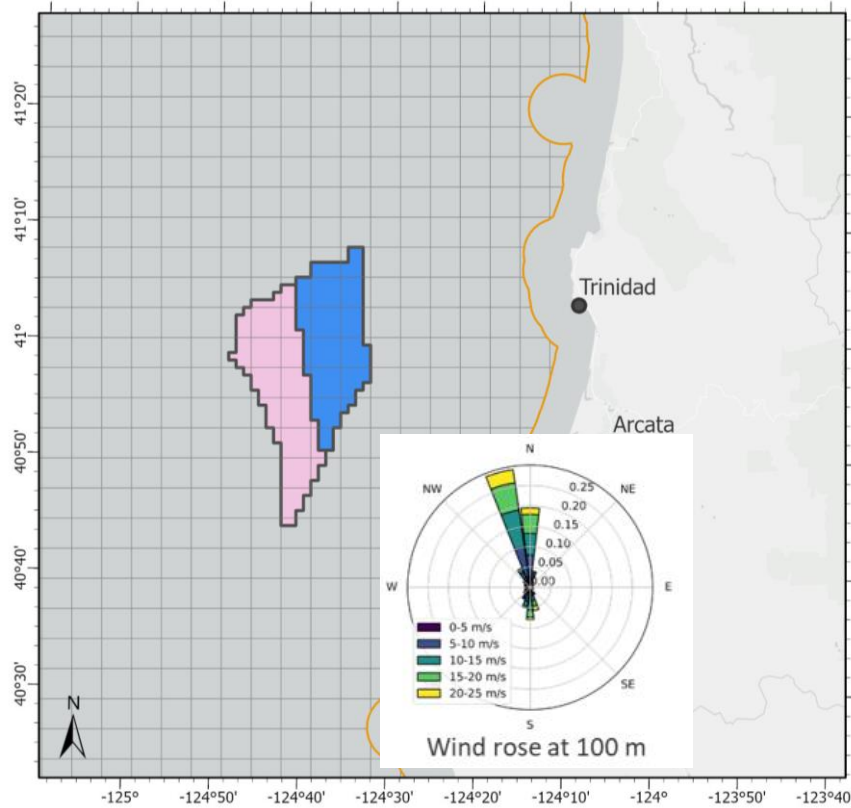 41°20'
41°10'
41°
40°50'
40°40'
40°30'
Trinidad
Arcata
N
NW
NE
W
E
SE
S
0.25
0.20
0.15
0.10
0.05
0.00
0-5 m/s
5-10 m/s
10-15 m/s
15-20 m/s
20-25 m/s
Wind rose at 100 m
N
-125°
-124°50'
-124°40'
-124°30'
-124°20'
-124°10'
-124°
-123°50'
-123°40'